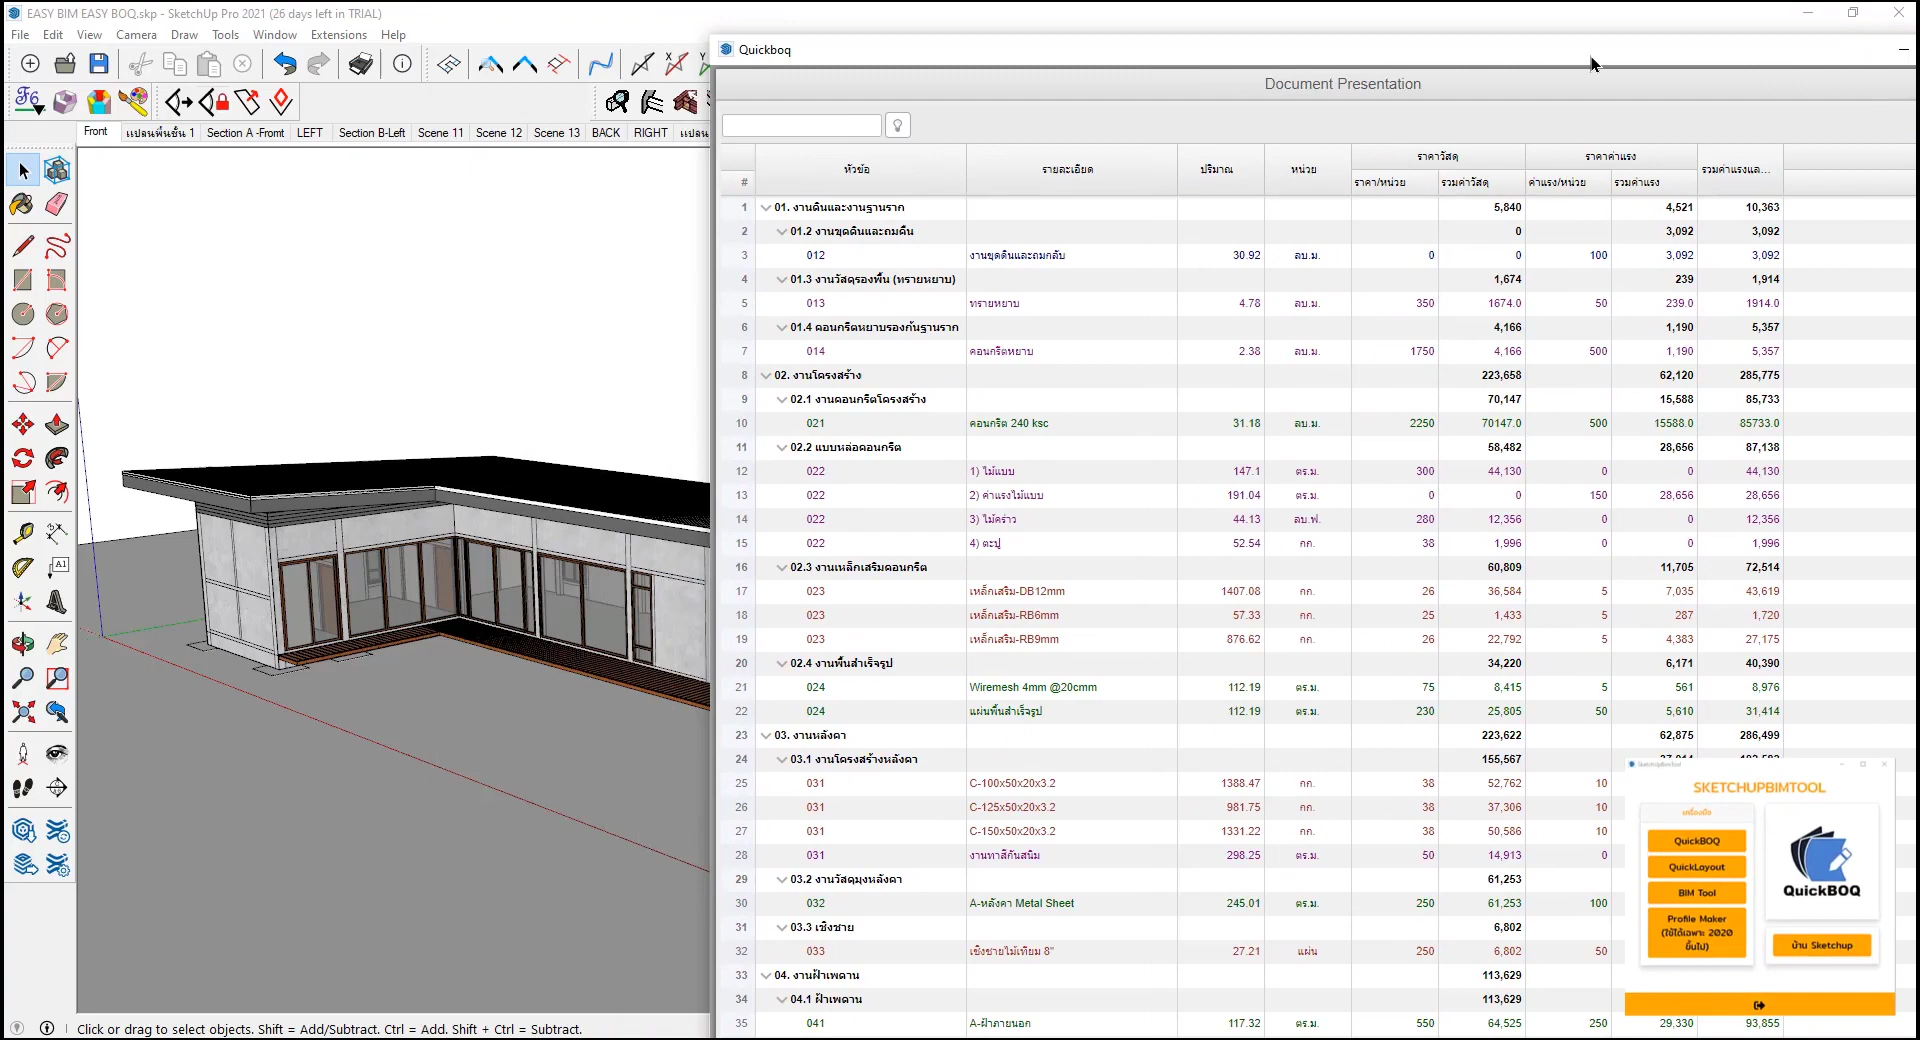 EASY BIM EASY BOQ.skp - SketchUp Pro 2021 (26 days left in TRIAL)
File Edit View Camera Draw Tools Window Extensions Help
Front แปลนพื้นชั้น 1 Section A -Fromt LEFT Section B-Left Scene 11 Scene 12 Scene 13 BACK RIGHT แปลน
Quickboq
Document Presentation
# หัวข้อ รายละเอียด ปริมาณ หน่วย ราคาวัสดุ ราคาค่าแรง รวมค่าแรงแล...
ราคา/หน่วย รวมค่าวัสดุ ค่าแรง/หน่วย รวมค่าแรง
1 01. งานดินและงานฐานราก 5,840 4,521 10,363
2 01.2 งานขุดดินและถมดิน 0 3,092 3,092
3 012 งานขุดดินและถมกลับ 30.92 ลบ.ม. 0 0 100 3,092 3,092
4 01.3 งานวัสดุรองพื้น (ทรายหยาบ) 1,674 239 1,914
5 013 ทรายหยาบ 4.78 ลบ.ม. 350 1674.0 50 239.0 1914.0
6 01.4 คอนกรีตหยาบรองก้นฐานราก 4,166 1,190 5,357
7 014 คอนกรีตหยาบ 2.38 ลบ.ม. 1750 4,166 500 1,190 5,357
8 02. งานโครงสร้าง 223,658 62,120 285,775
9 02.1 งานคอนกรีตโครงสร้าง 70,147 15,588 85,733
10 021 คอนกรีต 240 ksc 31.18 ลบ.ม. 2250 70147.0 500 15588.0 85733.0
11 02.2 แบบหล่อคอนกรีต 58,482 28,656 87,138
12 022 1) ไม้แบบ 147.1 ตร.ม. 300 44,130 0 0 44,130
13 022 2) ค่าแรงไม้แบบ 191.04 ตร.ม. 0 0 150 28,656 28,656
14 022 3) ไม้คร่าว 44.13 ลบ.ฟ. 280 12,356 0 0 12,356
15 022 4) ตะปู 52.54 กก. 38 1,996 0 0 1,996
16 02.3 งานเหล็กเสริมคอนกรีต 60,809 11,705 72,514
17 023 เหล็กเสริม-DB12mm 1407.08 กก. 26 36,584 5 7,035 43,619
18 023 เหล็กเสริม-RB6mm 57.33 กก. 25 1,433 5 287 1,720
19 023 เหล็กเสริม-RB9mm 876.62 กก. 26 22,792 5 4,383 27,175
20 02.4 งานพื้นสำเร็จรูป 34,220 6,171 40,390
21 024 Wiremesh 4mm @20cmm 112.19 ตร.ม. 75 8,415 5 561 8,976
22 024 แผ่นพื้นสำเร็จรูป 112.19 ตร.ม. 230 25,805 50 5,610 31,414
23 03. งานหลังคา 223,622 62,875 286,499
24 03.1 งานโครงสร้างหลังคา 155,567
25 031 C-100x50x20x3.2 1388.47 กก. 38 52,762 10
26 031 C-125x50x20x3.2 981.75 กก. 38 37,306 10
27 031 C-150x50x20x3.2 1331.22 กก. 38 50,586 10
28 031 งานทาสีกันสนิม 298.25 ตร.ม. 50 14,913 0
29 03.2 งานวัสดุมุงหลังคา 61,253
30 032 A-หลังคา Metal Sheet 245.01 ตร.ม. 250 61,253 100
31 03.3 เชิงชาย 6,802
32 033 เชิงชายไม้เทียม 8" 27.21 แผ่น 250 6,802 50
33 04. งานฝ้าเพดาน 113,629
34 04.1 ฝ้าเพดาน 113,629
35 041 A-ฝ้าภายนอก 117.32 ตร.ม. 550 64,525 250 29,330 93,855
SketchUpBimTool
SKETCHUPBIMTOOL
เครื่องมือ
QuickBOQ
QuickLayout
BIM Tool
Profile Maker
(ใช้ได้เฉพาะ 2020
ขึ้นไป)
QuickBOQ
บ้าน Sketchup
Click or drag to select objects. Shift = Add/Subtract. Ctrl = Add. Shift + Ctrl = Subtract.